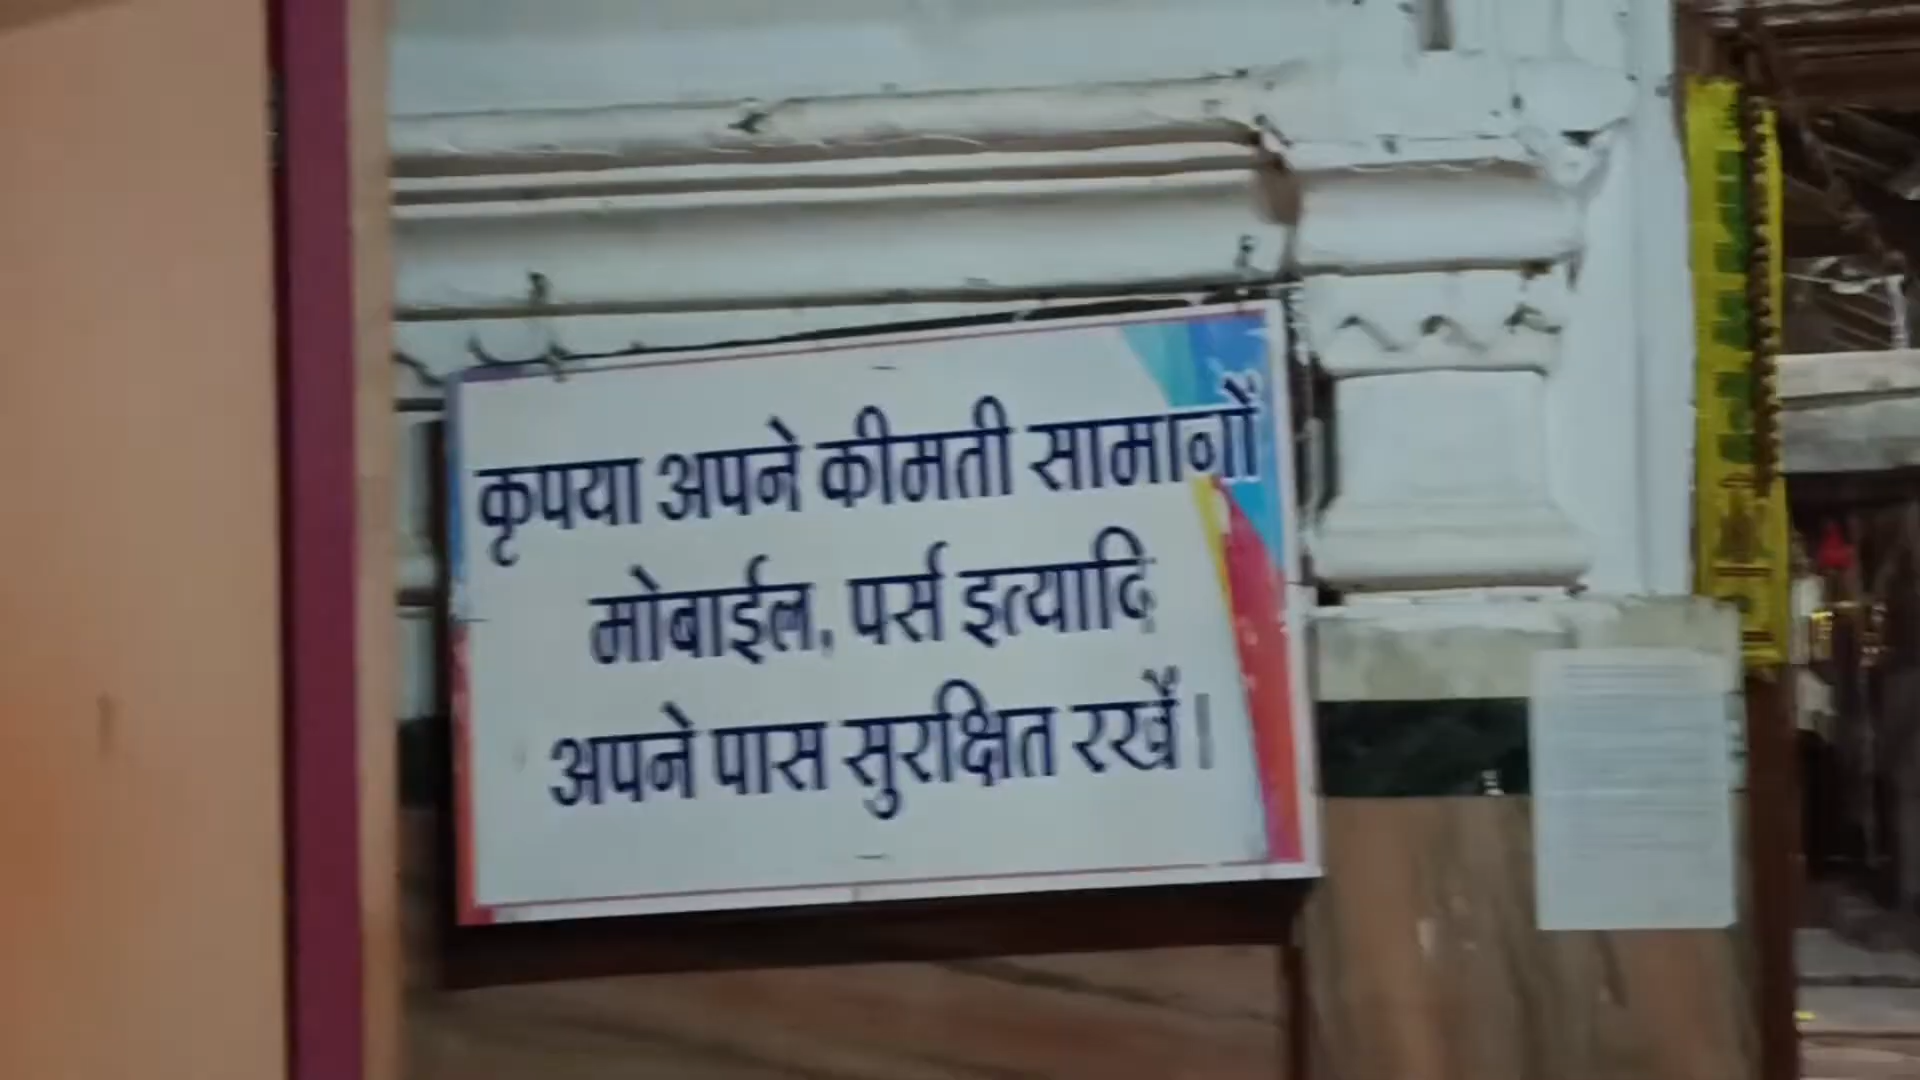 कृपया अपने कीमती सामानों
मोबाईल, पर्स इत्यादि
अपने पास सुरक्षित रखें।